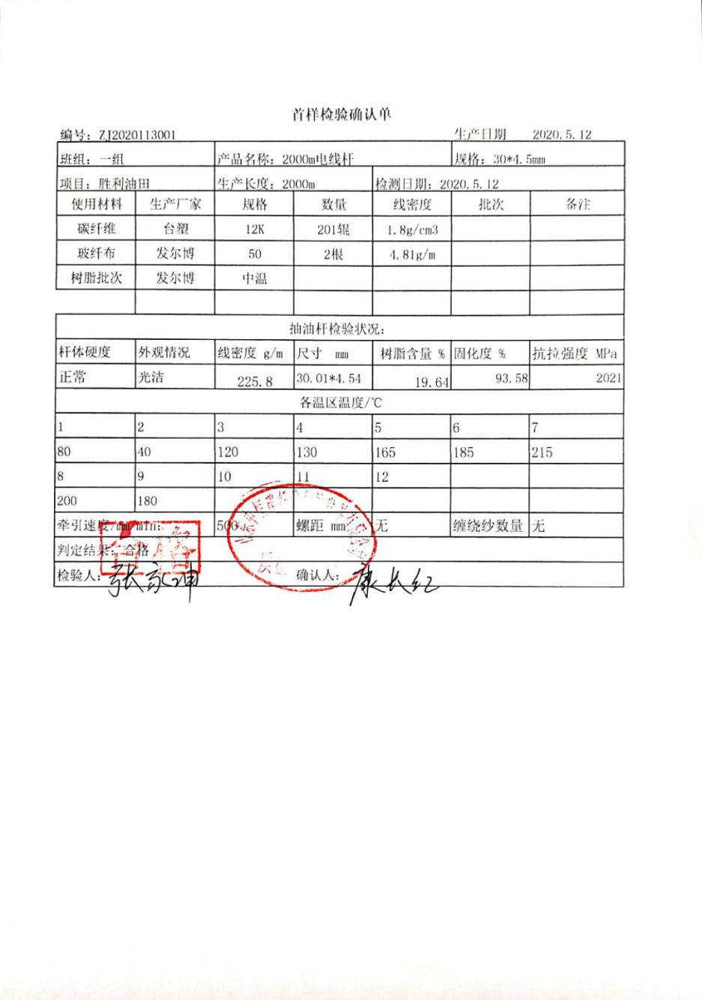 首样检验确认单
编号：ZJ2020113001 生产日期 2020.5.12
班组：一组 产品名称：2000m电线杆 规格：30*4.5mm
项目：胜利油田 生产长度：2000m 检测日期：2020.5.12
使用材料 生产厂家 规格 数量 线密度 批次 备注
碳纤维 台塑 12K 201辊 1.8g/cm3
玻纤布 发尔博 50 2根 4.81g/m
树脂批次 发尔博 中温
抽油杆检验状况：
杆体硬度 外观情况 线密度 g/m 尺寸 mm 树脂含量 % 固化度 % 抗拉强度 MPa
正常 光洁 225.8 30.01*4.54 19.64 93.58 2021
各温区温度/℃
1 2 3 4 5 6 7
80 40 120 130 165 185 215
8 9 10 11 12
200 180
牵引速度/mm/min： 500 螺距 mm 无 缠绕纱数量 无
判定结果：合格
合格
检验人： 确认人：康长红